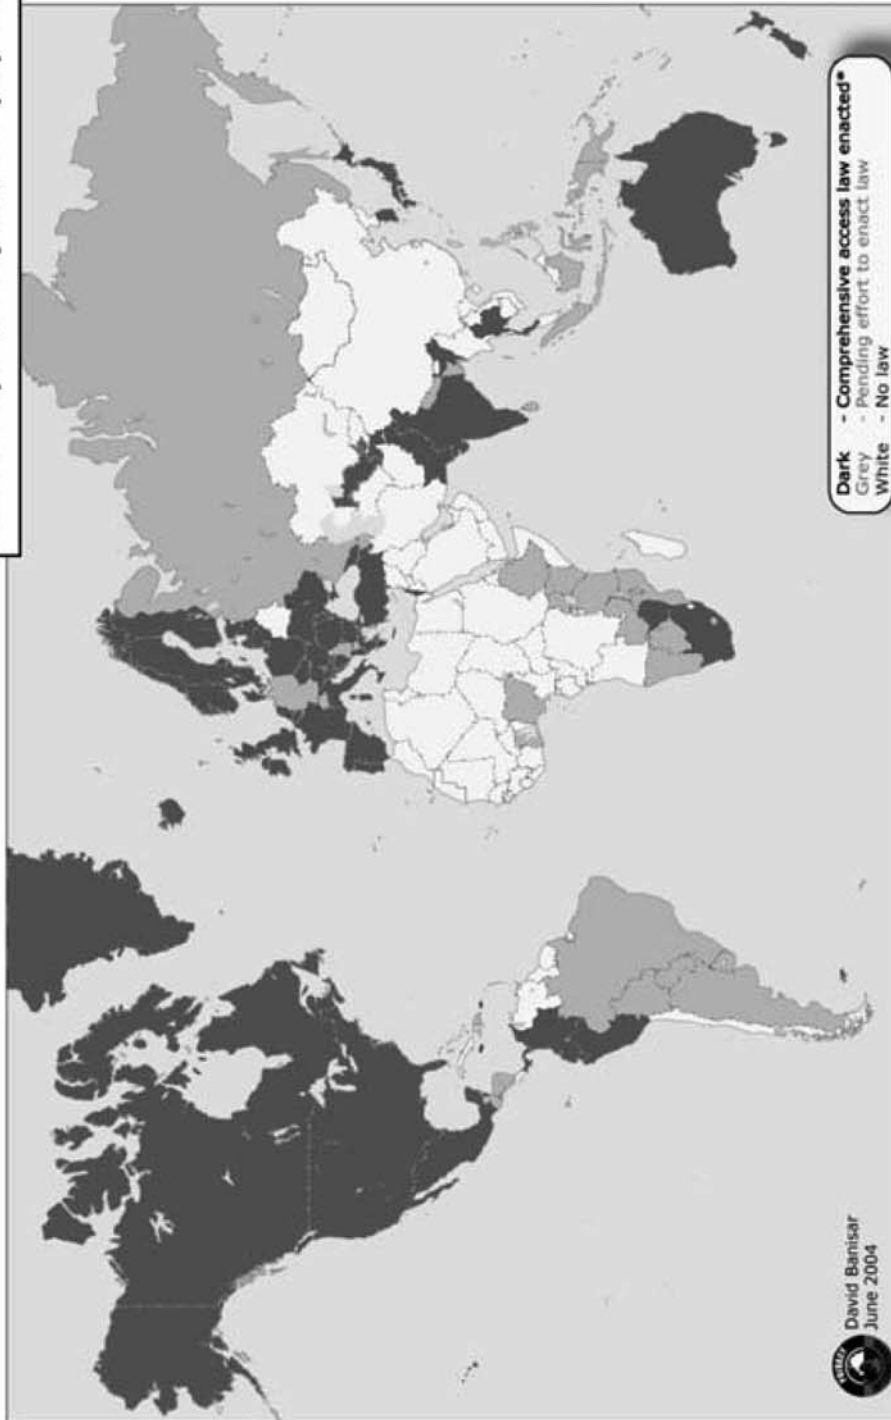 Dark - Comprehensive access law enacted*
Grey - Pending effort to enact law
White - No law
David Banisar
June 2004